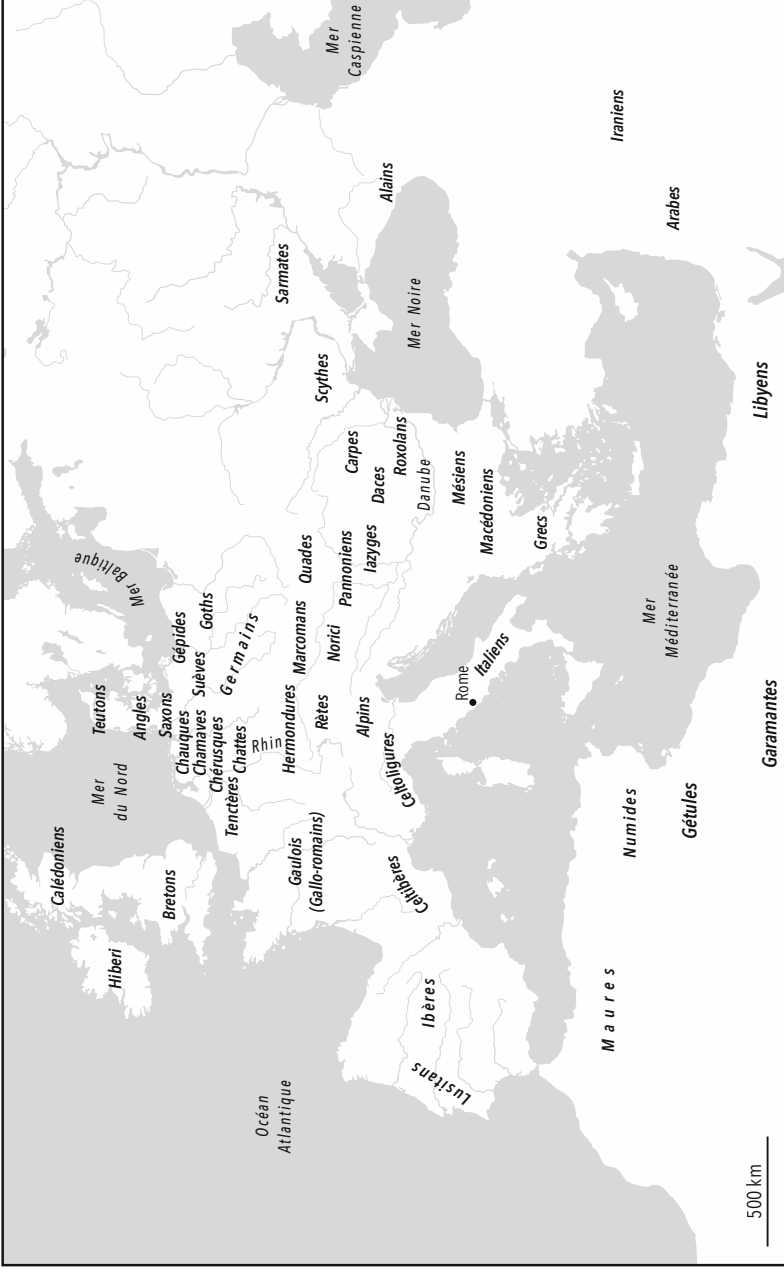 Calédoniens
Hiberi
Bretons
Mer
du Nord
Teutons
Angles
Saxons
Mer Baltique
Chauques
Chamaves
Chérusques
Chattes
Tenctères
Suèves
Gépides
Goths
Germains
Rhin
Hermondures
Marcomans
Quades
Rètes
Norici
Pannoniens
Iazyges
Alpins
Gaulois
(Gallo-romains)
Celtoligures
Celtibères
Ibères
Lusitans
Océan
Atlantique
Rome
Italiens
Carpes
Daces
Roxolans
Danube
Mésiens
Macédoniens
Grecs
Scythes
Sarmates
Alains
Mer Noire
Mer
Caspienne
Iraniens
Arabes
Mer
Méditerranée
Libyens
Garamantes
Gétules
Numides
Maures
500 km